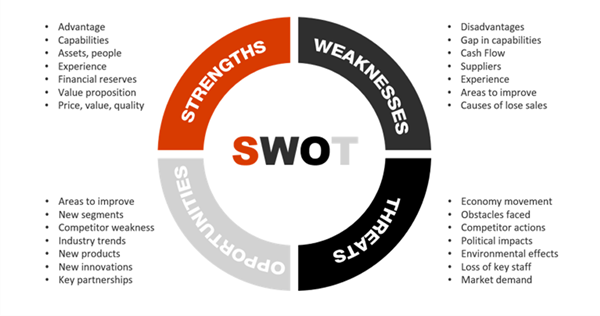 Advantage
Capabilities
Assets, people
Experience
Financial reserves
Value proposition
Price, value, quality
STRENGTHS
WEAKNESSES
Disadvantages
Gap in capabilities
Cash Flow
Suppliers
Experience
Areas to improve
Causes of lose sales
SWOT
Areas to improve
New segments
Competitor weakness
Industry trends
New products
New innovations
Key partnerships
OPPORTUNITIES
THREATS
Economy movement
Obstacles faced
Competitor actions
Political impacts
Environmental effects
Loss of key staff
Market demand